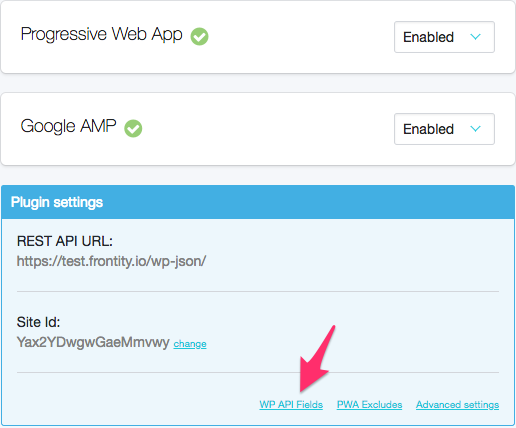 Progressive Web App
Enabled
Google AMP
Enabled
Plugin settings
REST API URL:
https://test.frontity.io/wp-json/
Site Id:
Yax2YDwgwGaeMmvwy change
WP API Fields PWA Excludes Advanced settings